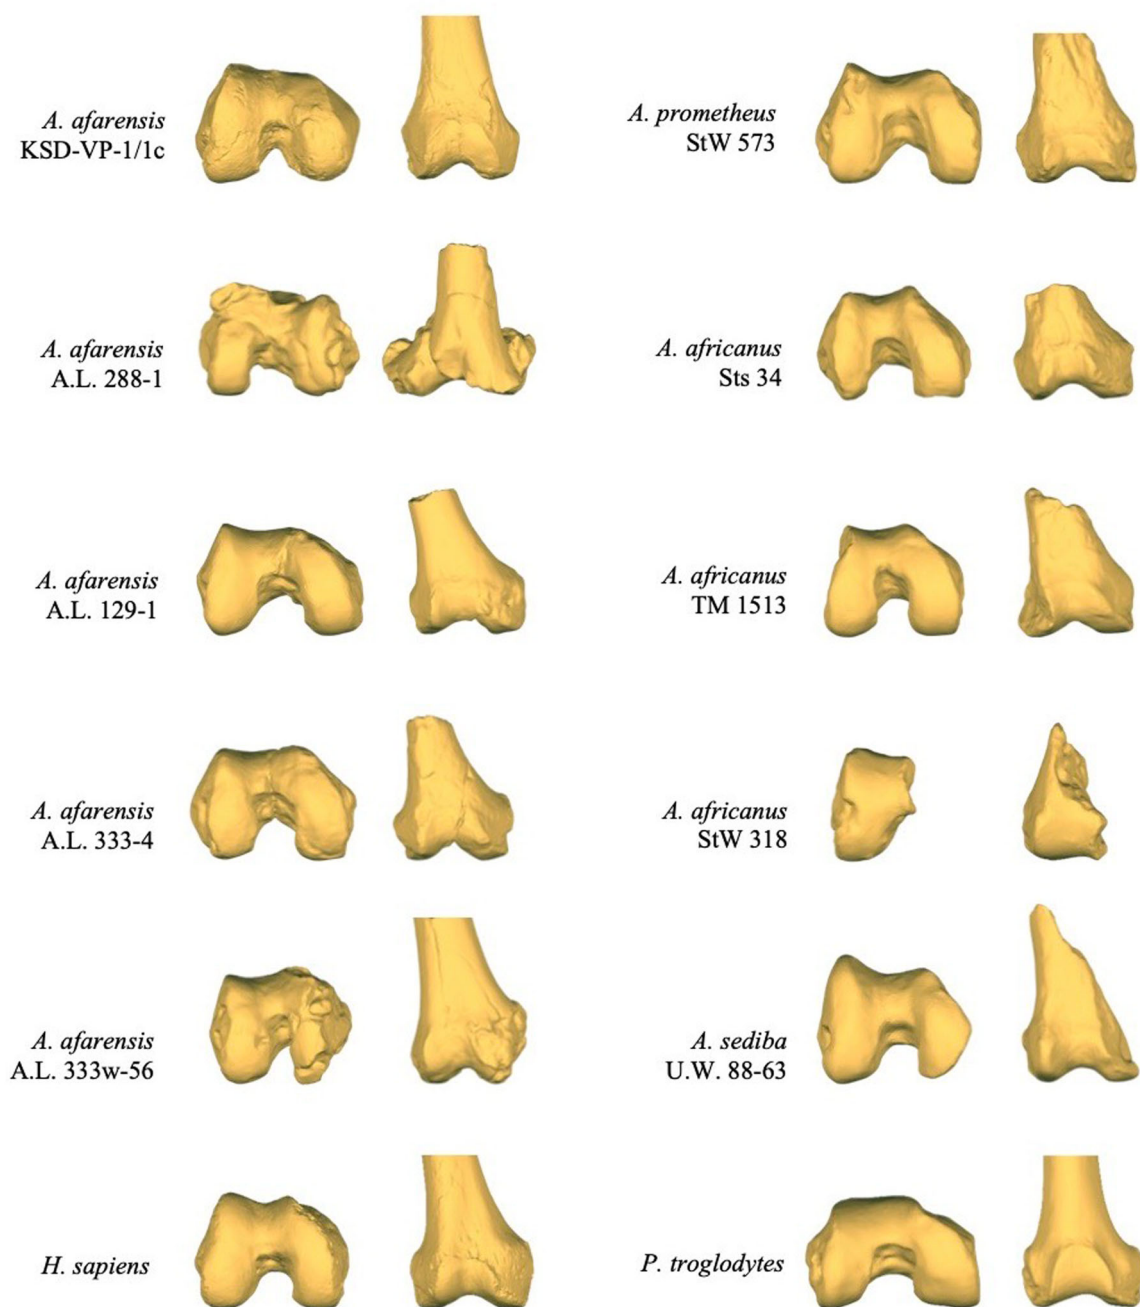 A. afarensis
KSD-VP-1/1c
A. prometheus
StW 573
A. afarensis
A.L. 288-1
A. africanus
Sts 34
A. afarensis
A.L. 129-1
A. africanus
TM 1513
A. afarensis
A.L. 333-4
A. africanus
StW 318
A. afarensis
A.L. 333w-56
A. sediba
U.W. 88-63
H. sapiens
P. troglodytes